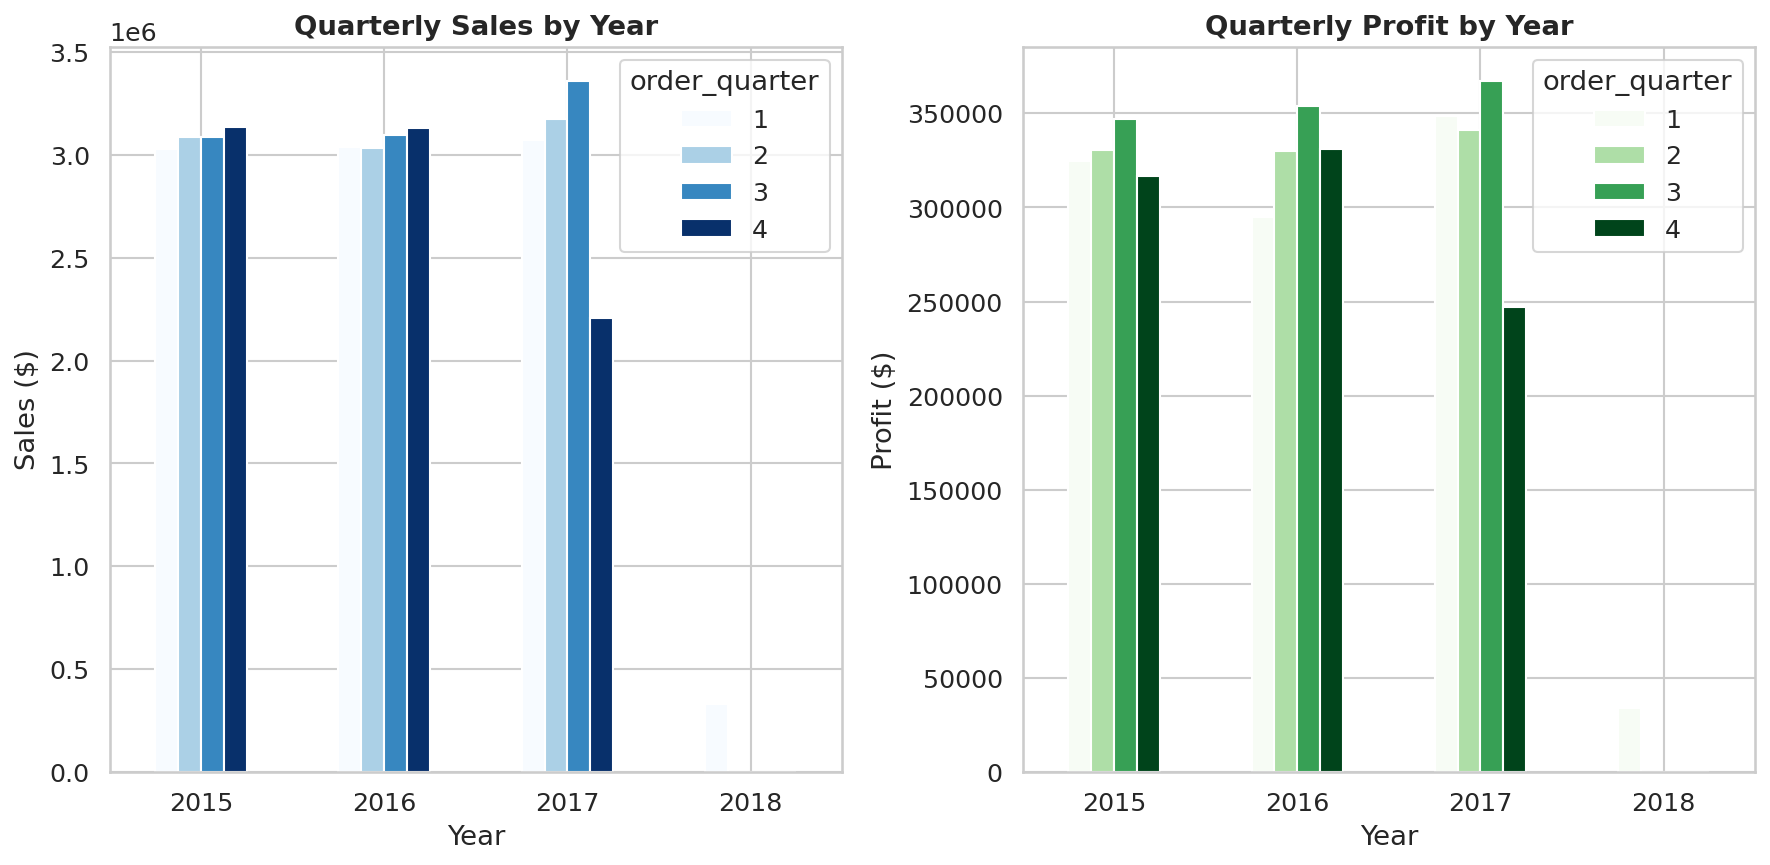 Quarterly Sales by Year
1e6
3.5
3.0
2.5
2.0
1.5
1.0
0.5
0.0
Sales ($)
order_quarter
1
2
3
4
2015 2016 2017 2018
Year
Quarterly Profit by Year
350000
300000
250000
200000
150000
100000
50000
0
Profit ($)
order_quarter
1
2
3
4
2015 2016 2017 2018
Year